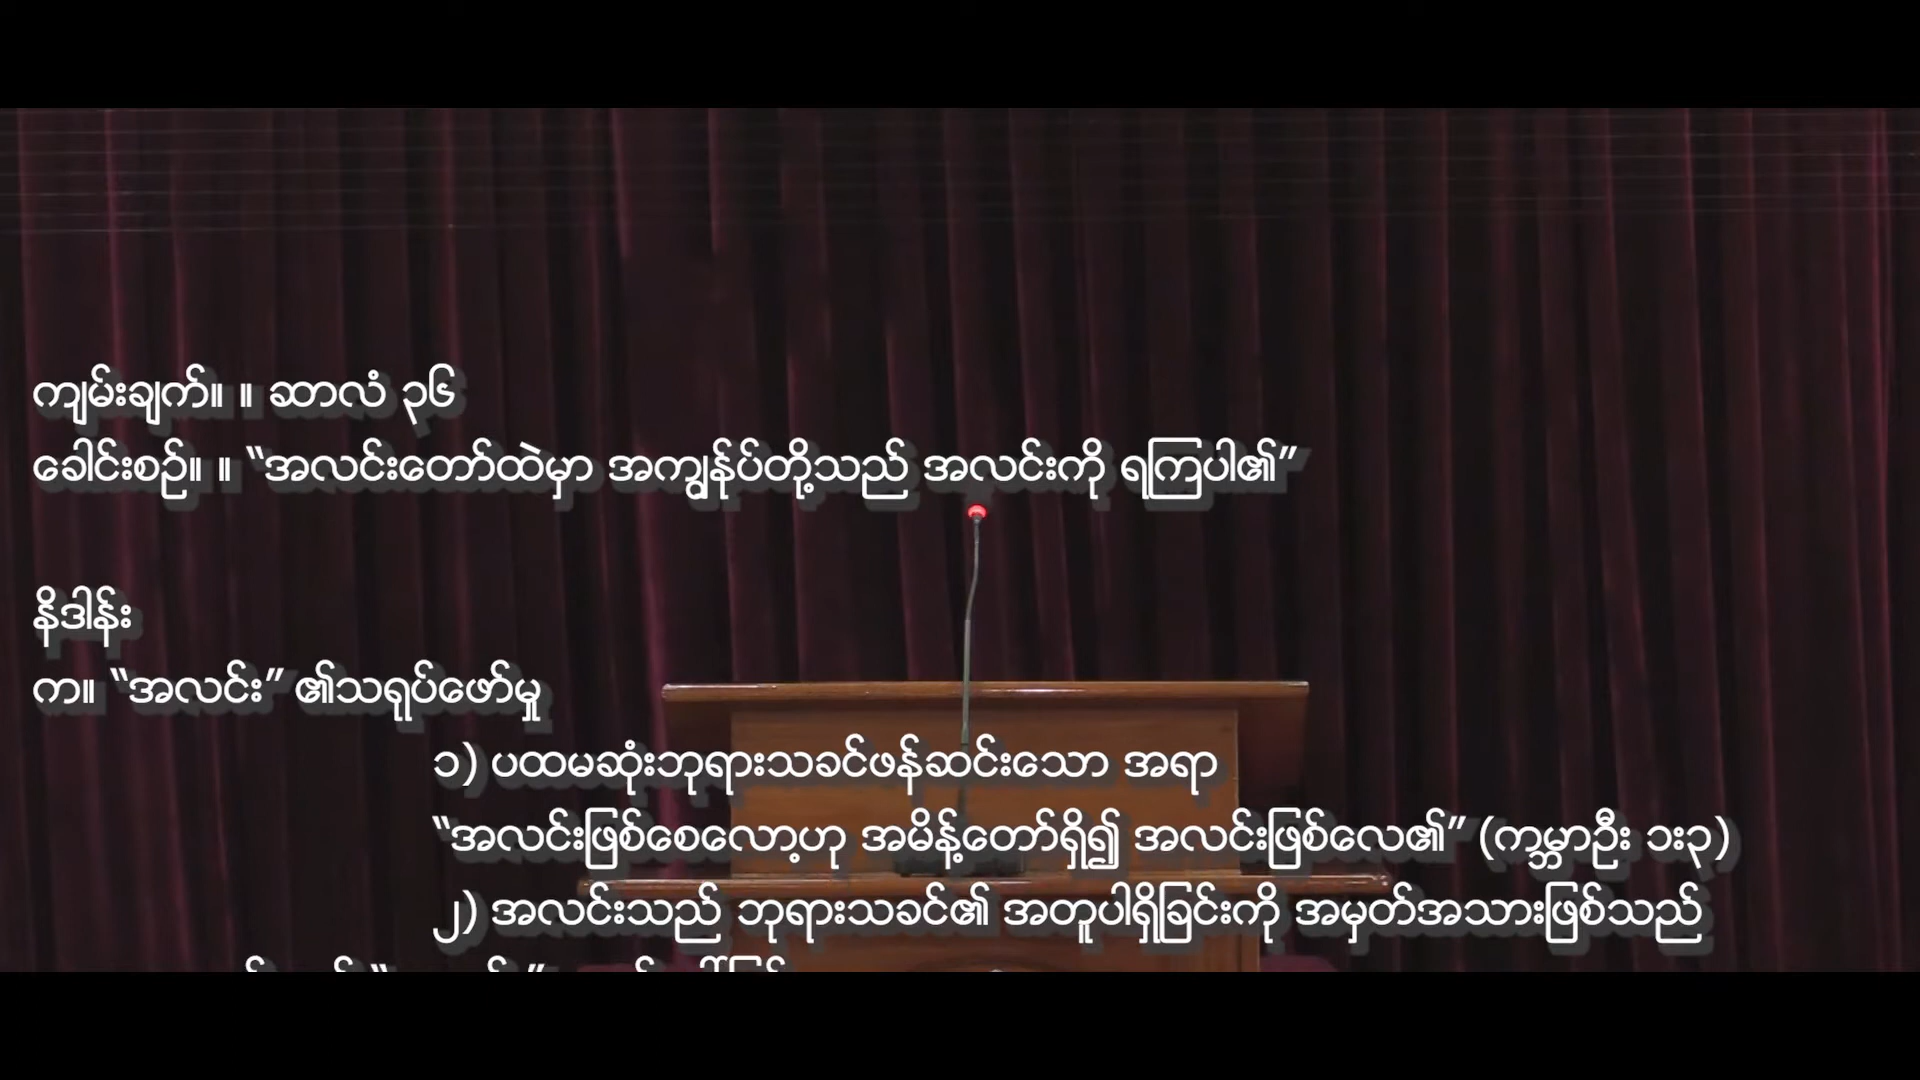 ကျမ်းချက်။ ။ ဆာလံ ၃၆
ခေါင်းစဉ်။ ။ “အလင်းတော်ထဲမှာ အကျွန်ုပ်တို့သည် အလင်းကို ရကြပါ၏”
နိဒါန်း
က။ “အလင်း” ၏သရုပ်ဖော်မှု
၁) ပထမဆုံးဘုရားသခင်ဖန်ဆင်းသော အရာ
“အလင်းဖြစ်စေလော့ဟု အမိန့်တော်ရှိ၍ အလင်းဖြစ်လေ၏” (ကမ္ဘာဦး ၁း၃)
၂) အလင်းသည် ဘုရားသခင်၏ အတူပါရှိခြင်းကို အမှတ်အသားဖြစ်သည်